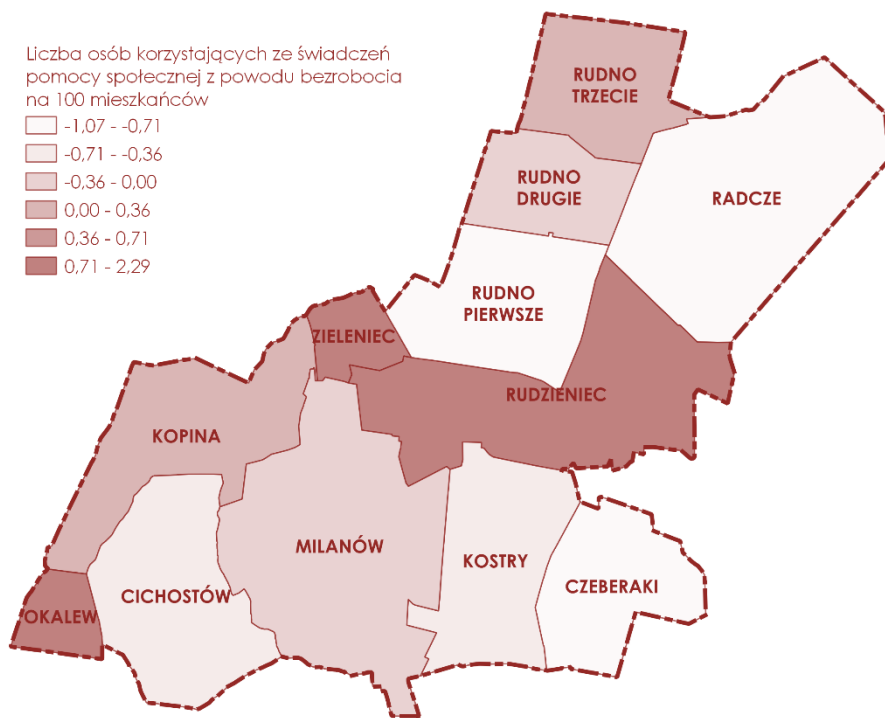 Liczba osób korzystających ze świadczeń
pomocy społecznej z powodu bezrobocia
na 100 mieszkańców
-1,07 - -0,71
-0,71 - -0,36
-0,36 - 0,00
0,00 - 0,36
0,36 - 0,71
0,71 - 2,29
RUDNO
TRZECIE
RUDNO
DRUGIE
RADCZE
RUDNO
PIERWSZE
ZIELENIEC
RUDZIENIEC
KOPINA
MILANÓW
KOSTRY
CZEBERAKI
CICHOSTÓW
OKALEW